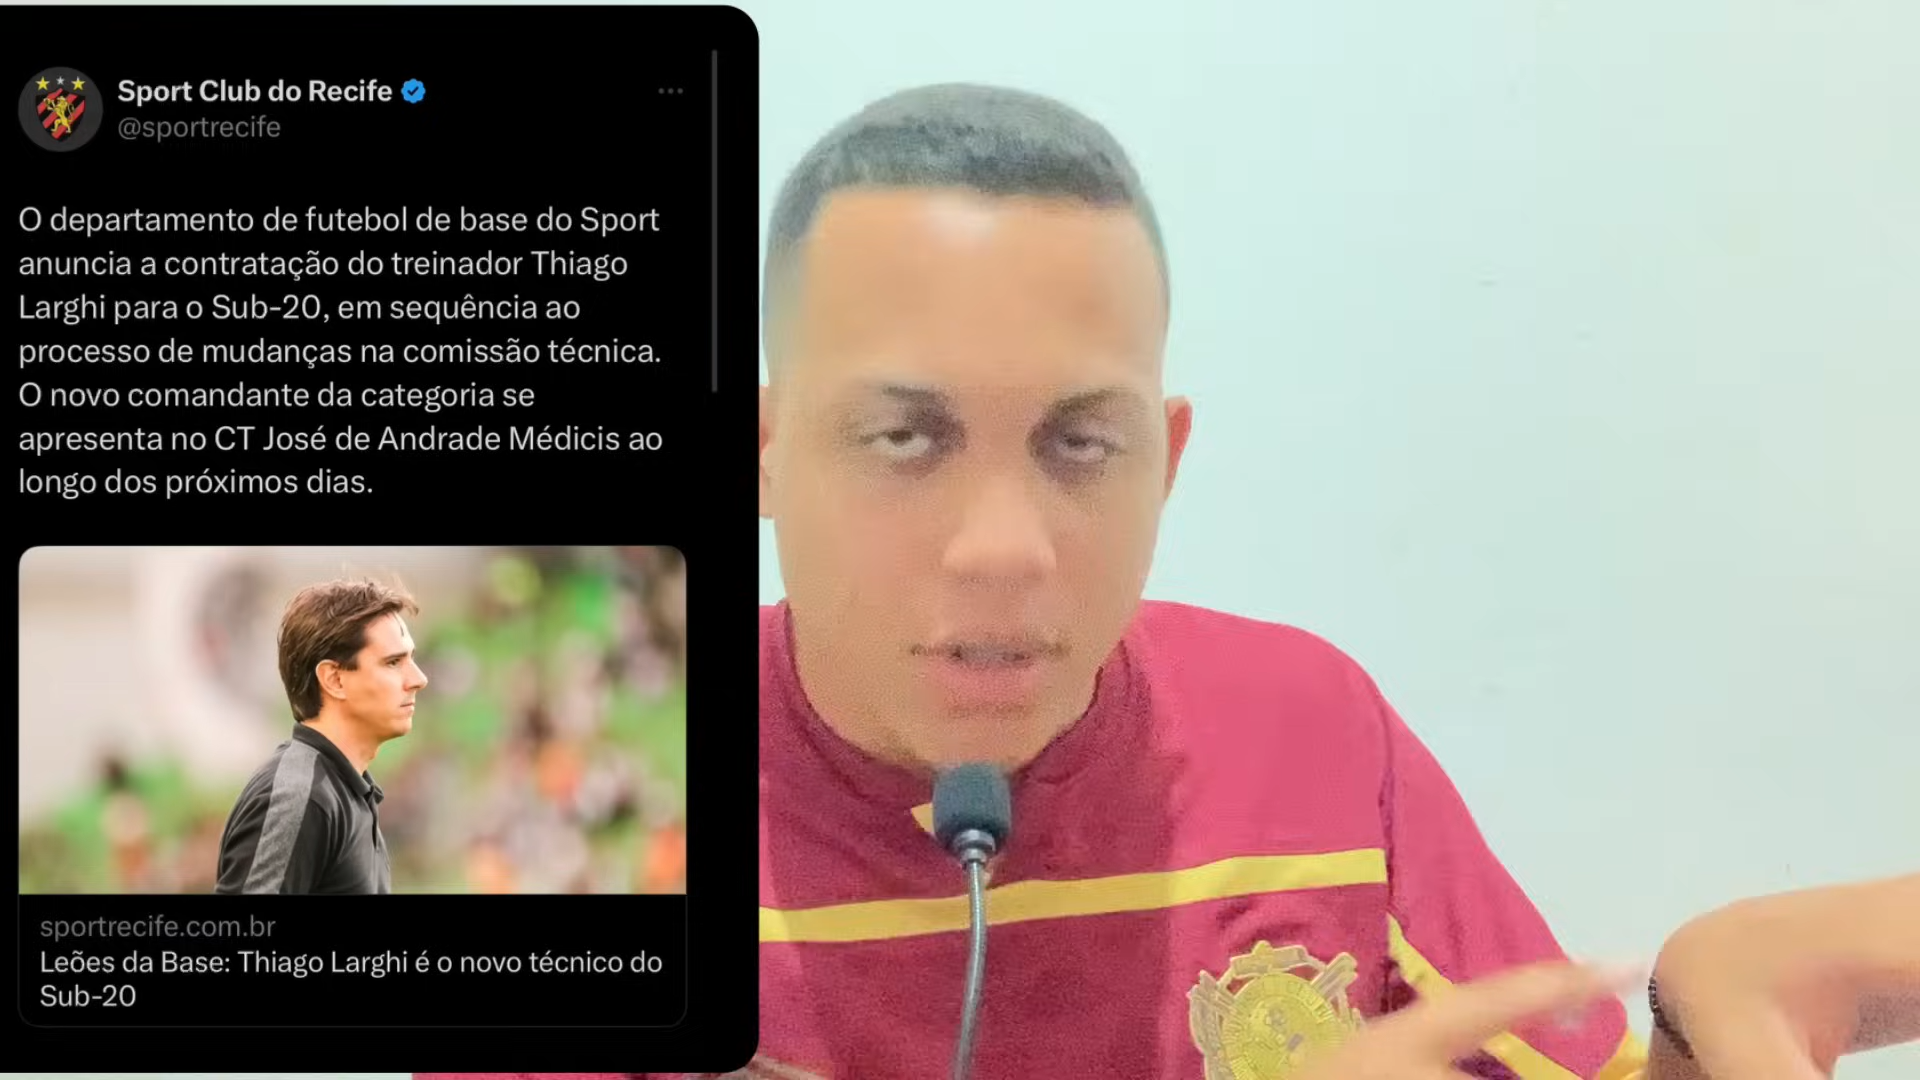 Sport Club do Recife
@sportrecife
O departamento de futebol de base do Sport
anuncia a contratação do treinador Thiago
Larghi para o Sub-20, em sequência ao
processo de mudanças na comissão técnica.
O novo comandante da categoria se
apresenta no CT José de Andrade Médicis ao
longo dos próximos dias.
sportrecife.com.br
Leões da Base: Thiago Larghi é o novo técnico do
Sub-20